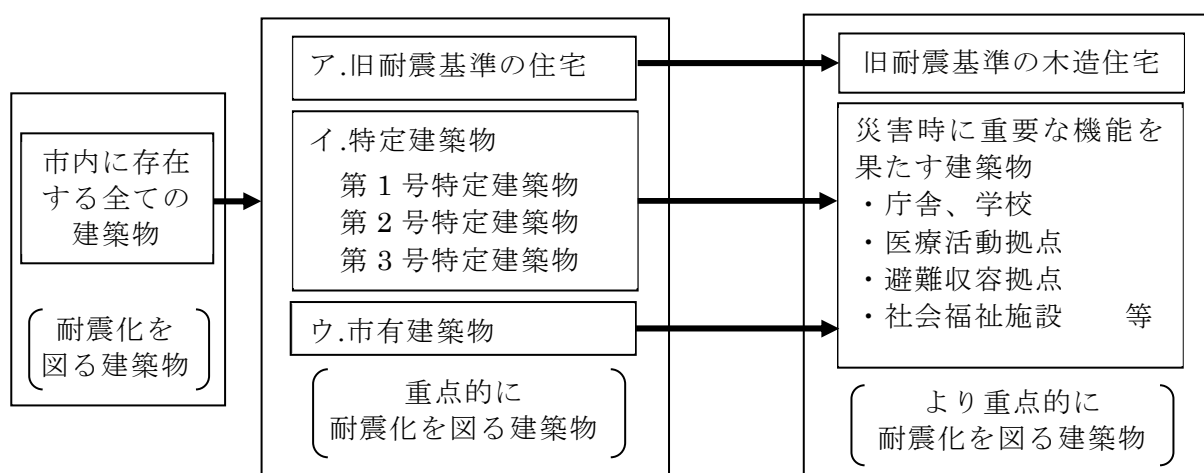 市内に存在
する全ての
建築物
耐震化を
図る建築物
ア.旧耐震基準の住宅
イ.特定建築物
第1号特定建築物
第2号特定建築物
第3号特定建築物
ウ.市有建築物
重点的に
耐震化を図る建築物
旧耐震基準の木造住宅
災害時に重要な機能を
果たす建築物
・庁舎、学校
・医療活動拠点
・避難収容拠点
・社会福祉施設　　等
より重点的に
耐震化を図る建築物